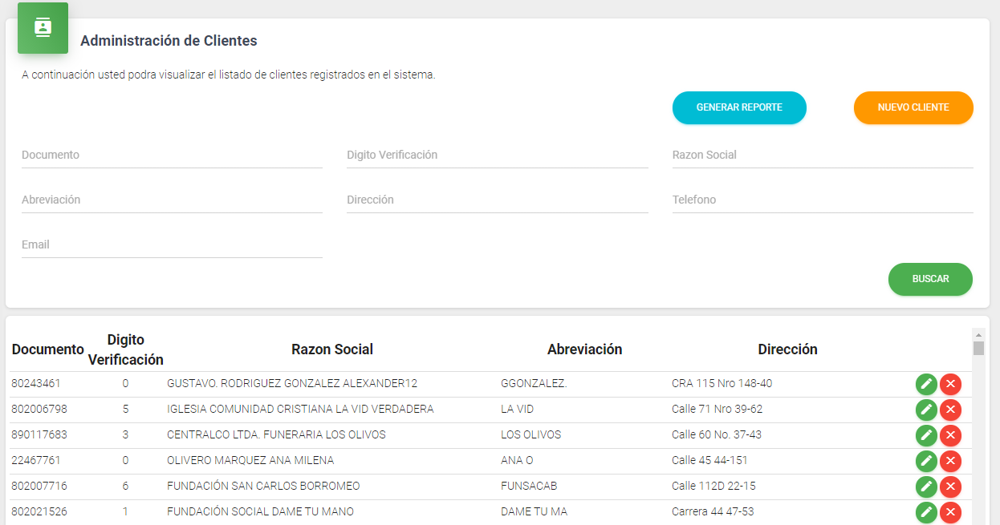 Administración de Clientes
A continuación usted podra visualizar el listado de clientes registrados en el sistema.
GENERAR REPORTE NUEVO CLIENTE
Documento Digito Verificación Razon Social
Abreviación Dirección Telefono
Email
BUSCAR
Documento Digito Verificación Razon Social Abreviación Dirección
80243461 0 GUSTAVO. RODRIGUEZ GONZALEZ ALEXANDER12 GGONZALEZ. CRA 115 Nro 148-40
802006798 5 IGLESIA COMUNIDAD CRISTIANA LA VID VERDADERA LA VID Calle 71 Nro 39-62
890117683 3 CENTRALCO LTDA. FUNERARIA LOS OLIVOS LOS OLIVOS Calle 60 No. 37-43
22467761 0 OLIVERO MARQUEZ ANA MILENA ANA O Calle 45 44-151
802007716 6 FUNDACIÓN SAN CARLOS BORROMEO FUNSACAB Calle 112D 22-15
802021526 1 FUNDACIÓN SOCIAL DAME TU MANO DAME TU MA Carrera 44 47-53